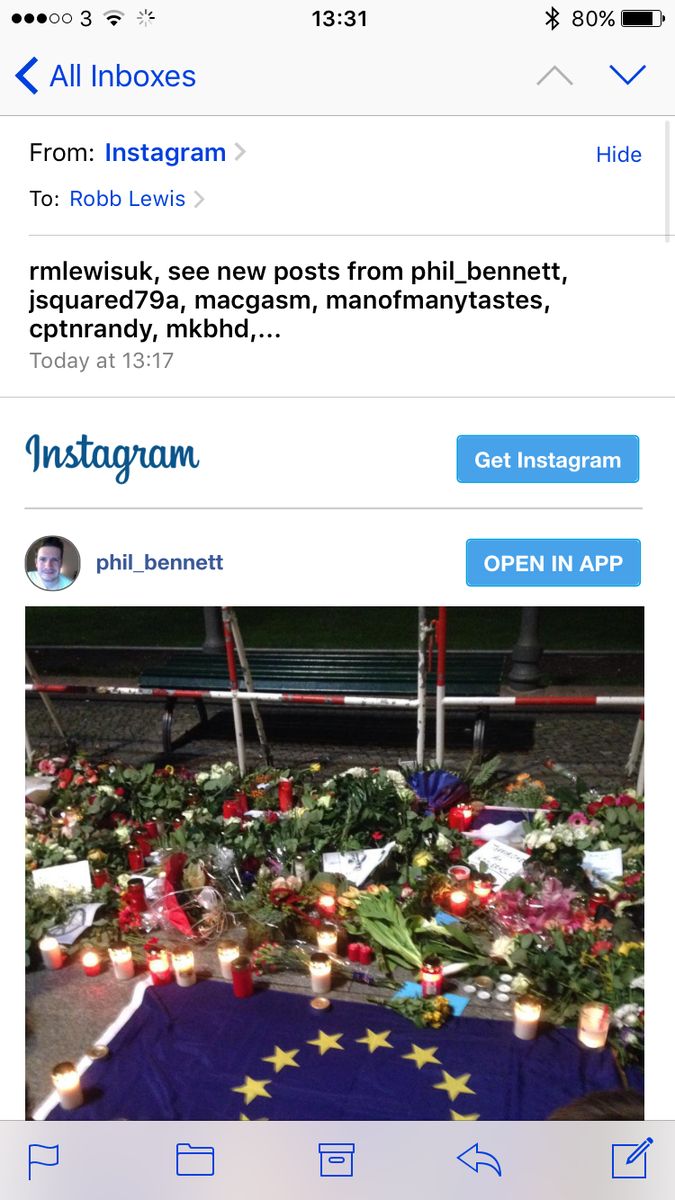 3 13:31 80%
All Inboxes
From: Instagram Hide
To: Robb Lewis
rmlewisuk, see new posts from phil_bennett,
jsquared79a, macgasm, manofmanytastes,
cptnrandy, mkbhd,...
Today at 13:17
Instagram Get Instagram
phil_bennett OPEN IN APP